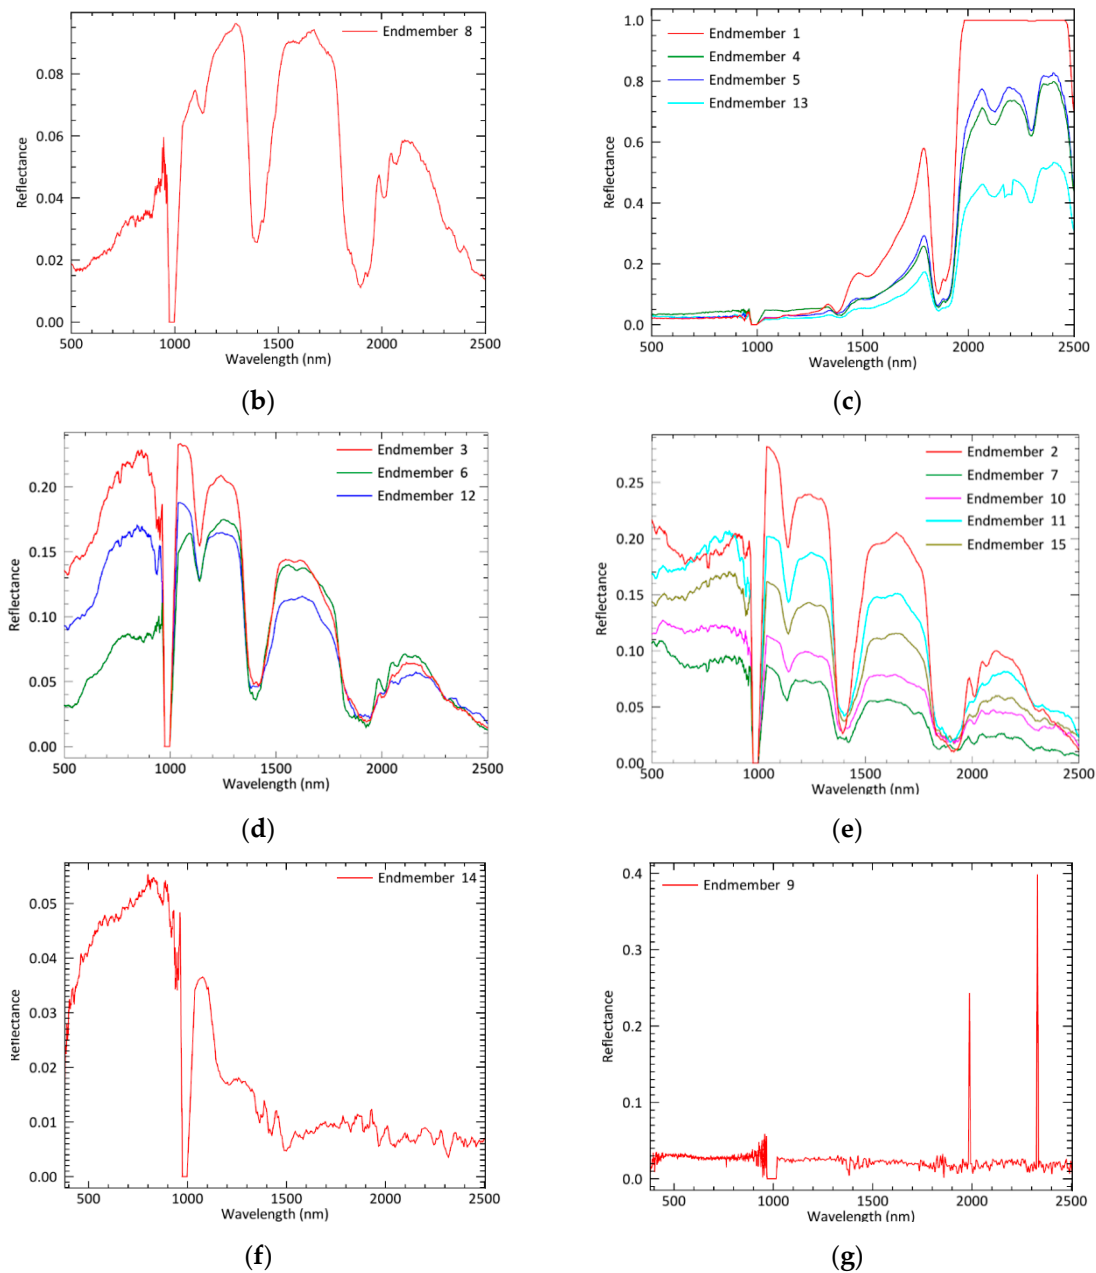 Endmember 8
0.08
0.06
0.04
0.02
0.00
Reflectance
500 1000 1500 2000 2500
Wavelength (nm)
(b)
Endmember 1
Endmember 4
Endmember 5
Endmember 13
1.0
0.8
0.6
0.4
0.2
0.0
Reflectance
500 1000 1500 2000 2500
Wavelength (nm)
(c)
Endmember 3
Endmember 6
Endmember 12
0.20
0.15
0.10
0.05
0.00
Reflectance
500 1000 1500 2000 2500
Wavelength (nm)
(d)
Endmember 2
Endmember 7
Endmember 10
Endmember 11
Endmember 15
0.25
0.20
0.15
0.10
0.05
0.00
Reflectance
500 1000 1500 2000 2500
Wavelength (nm)
(e)
Endmember 14
0.05
0.04
0.03
0.02
0.01
0.00
Reflectance
500 1000 1500 2000 2500
Wavelength (nm)
(f)
Endmember 9
0.4
0.3
0.2
0.1
0.0
Reflectance
500 1000 1500 2000 2500
Wavelength (nm)
(g)